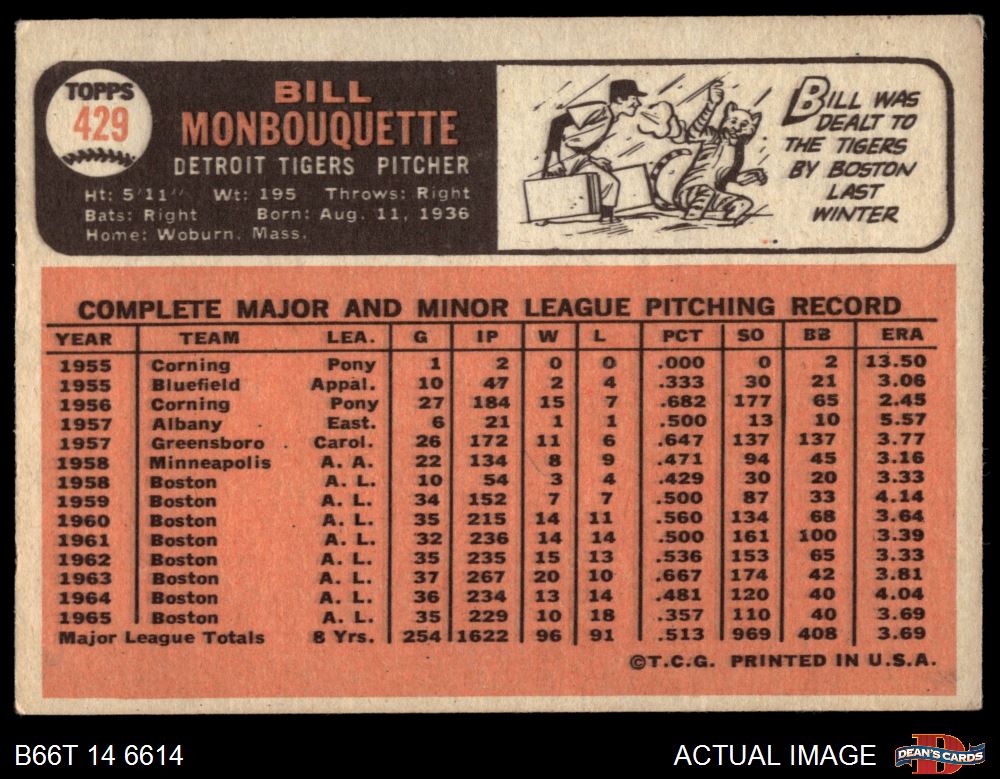 TOPPS
429
BILL
MONBOUQUETTE
DETROIT TIGERS PITCHER
Ht: 5'11" Wt: 195 Throws: Right
Bats: Right Born: Aug. 11, 1936
Home: Woburn. Mass.
BILL WAS
DEALT TO
THE TIGERS
BY BOSTON
LAST
WINTER
COMPLETE MAJOR AND MINOR LEAGUE PITCHING RECORD
YEAR TEAM LEA. G IP W L PCT SO BB ERA
1955 Corning Pony 1 2 0 0 .000 0 2 13.50
1955 Bluefield Appal. 10 47 2 4 .333 30 21 3.06
1956 Corning Pony 27 184 15 7 .682 177 65 2.45
1957 Albany East. 6 21 1 1 .500 13 10 5.57
1957 Greensboro Carol. 26 172 11 6 .647 137 137 3.77
1958 Minneapolis A. A. 22 134 8 9 .471 94 45 3.16
1958 Boston A. L. 10 54 3 4 .429 30 20 3.33
1959 Boston A. L. 34 152 7 7 .500 87 33 4.14
1960 Boston A. L. 35 215 14 11 .560 134 68 3.64
1961 Boston A. L. 32 236 14 14 .500 161 100 3.39
1962 Boston A. L. 35 235 15 13 .536 153 65 3.33
1963 Boston A. L. 37 267 20 10 .667 174 42 3.81
1964 Boston A. L. 36 234 13 14 .481 120 40 4.04
1965 Boston A. L. 35 229 10 18 .357 110 40 3.69
Major League Totals 8 Yrs. 254 1622 96 91 .513 969 408 3.69
©T.C.G. PRINTED IN U.S.A.
B66T 14 6614
ACTUAL IMAGE
D
DEAN'S CARDS